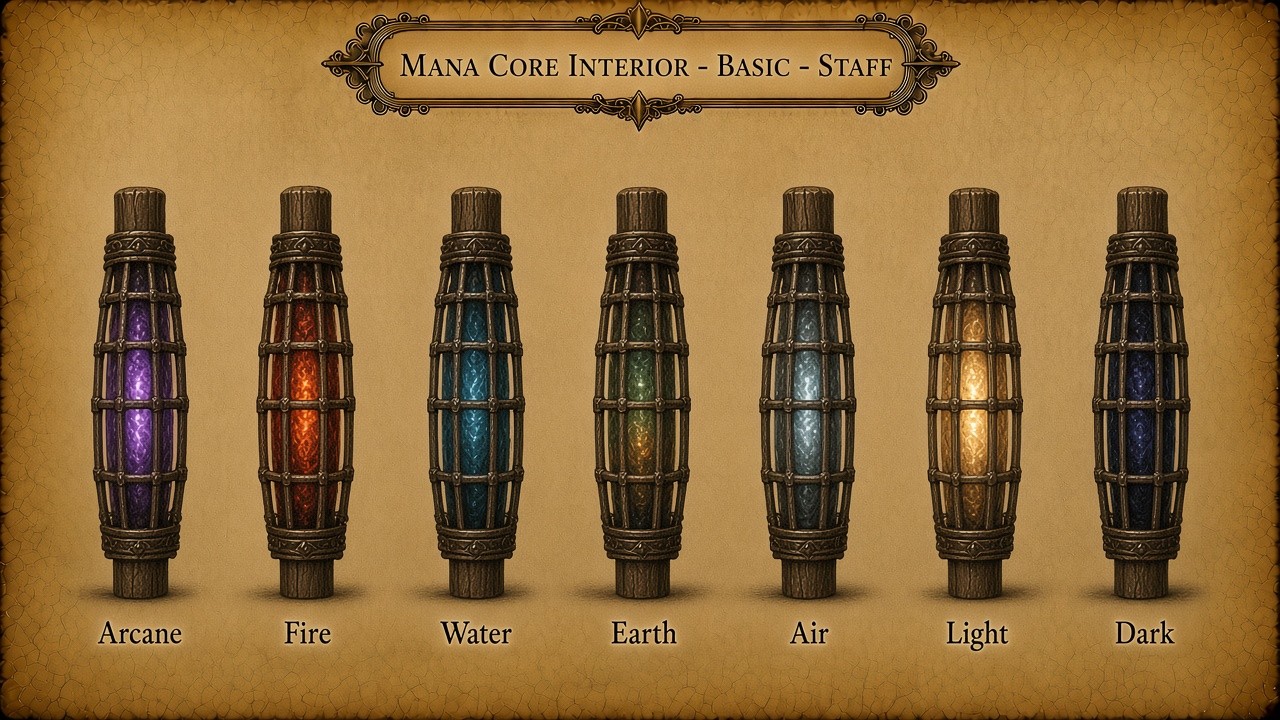 Mana Core Interior - Basic - Staff
Arcane
Fire
Water
Earth
Air
Light
Dark